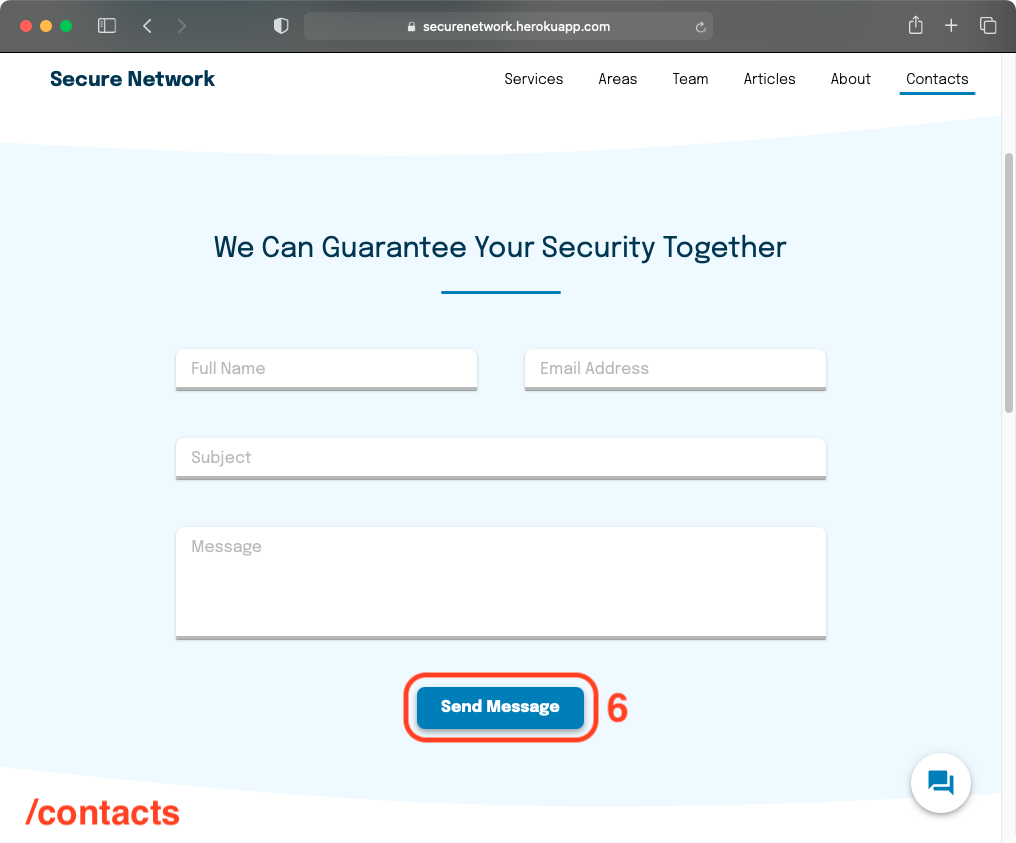 securenetwork.herokuapp.com
Secure Network
Services Areas Team Articles About Contacts
We Can Guarantee Your Security Together
Full Name Email Address
Subject
Message
Send Message 6
/contacts